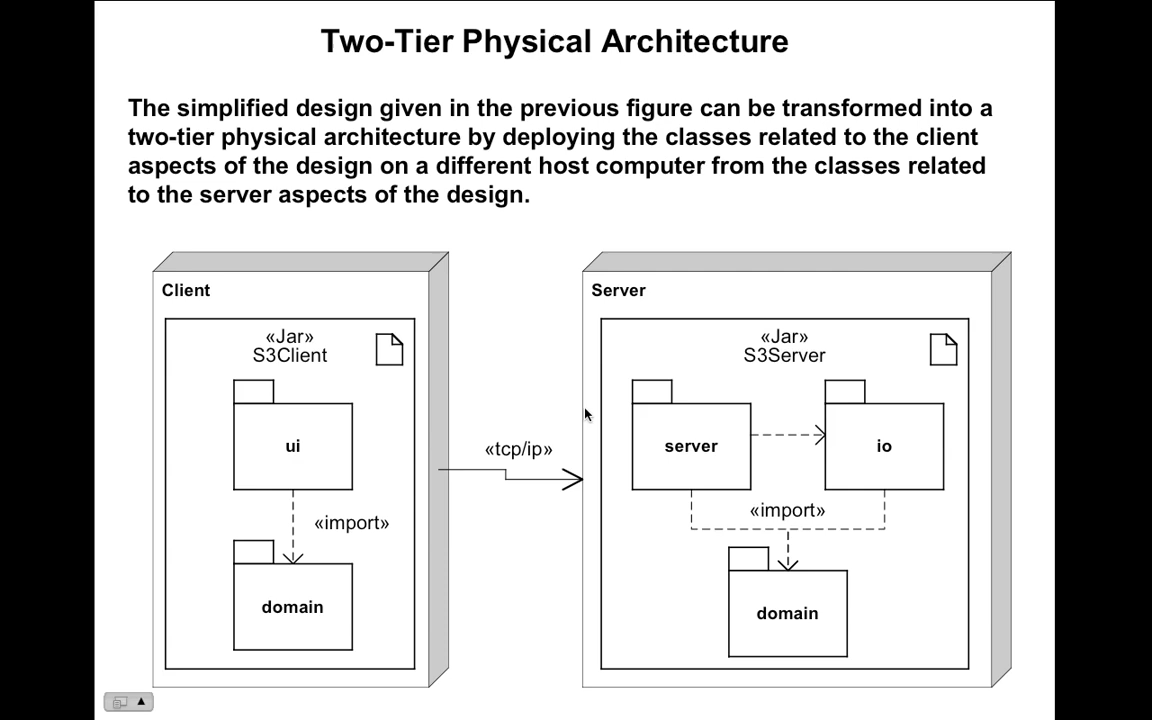 Two-Tier Physical Architecture
The simplified design given in the previous figure can be transformed into a
two-tier physical architecture by deploying the classes related to the client
aspects of the design on a different host computer from the classes related
to the server aspects of the design.
Client
«Jar»
S3Client
ui
«import»
domain
«tcp/ip»
Server
«Jar»
S3Server
server
io
«import»
domain